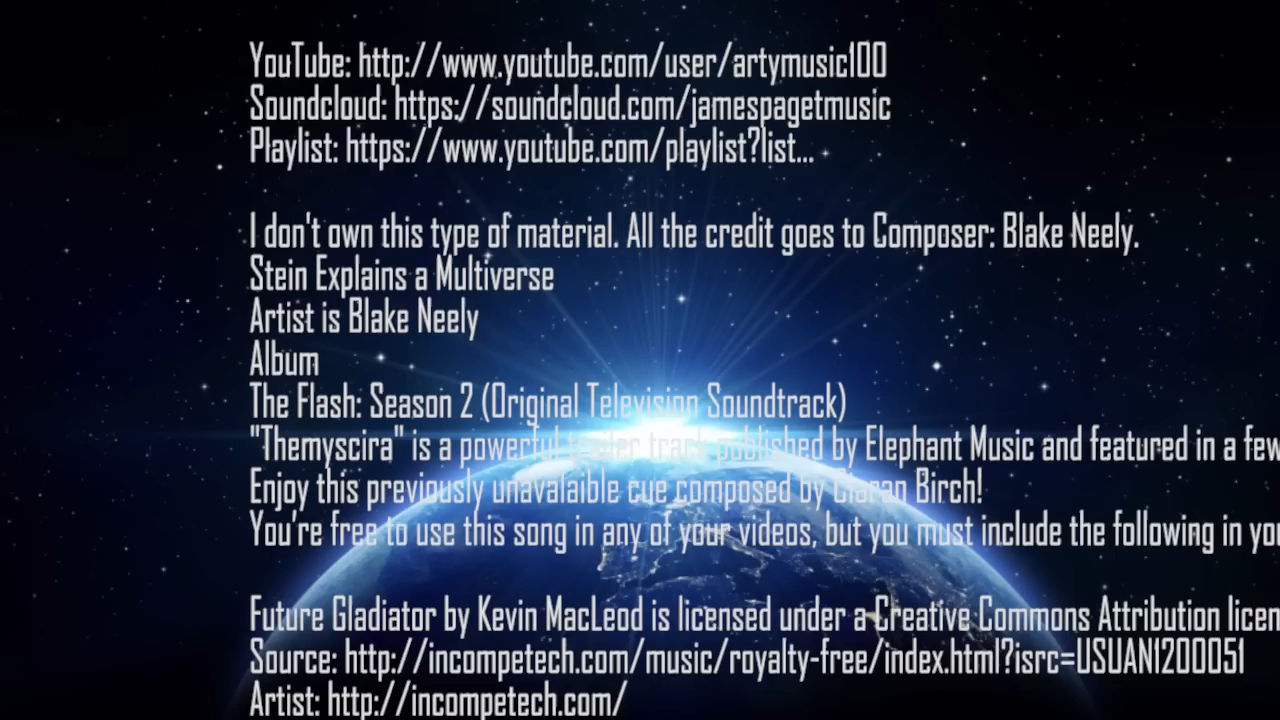 YouTube: http://www.youtube.com/user/artymusic100
Soundcloud: https://soundcloud.com/jamespagetmusic
Playlist: https://www.youtube.com/playlist?list...
I don't own this type of material. All the credit goes to Composer: Blake Neely.
Stein Explains a Multiverse
Artist is Blake Neely
Album
The Flash: Season 2 (Original Television Soundtrack)
"Themyscira" is a powerful trailer track published by Elephant Music and featured in a few
Enjoy this previously unavalaible cue composed by Ciaran Birch!
You're free to use this song in any of your videos, but you must include the following in
Future Gladiator by Kevin MacLeod is licensed under a Creative Commons Attribution
Source: http://incompetech.com/music/royalty-free/index.html?isrc=USUAN1200051
Artist: http://incompetech.com/